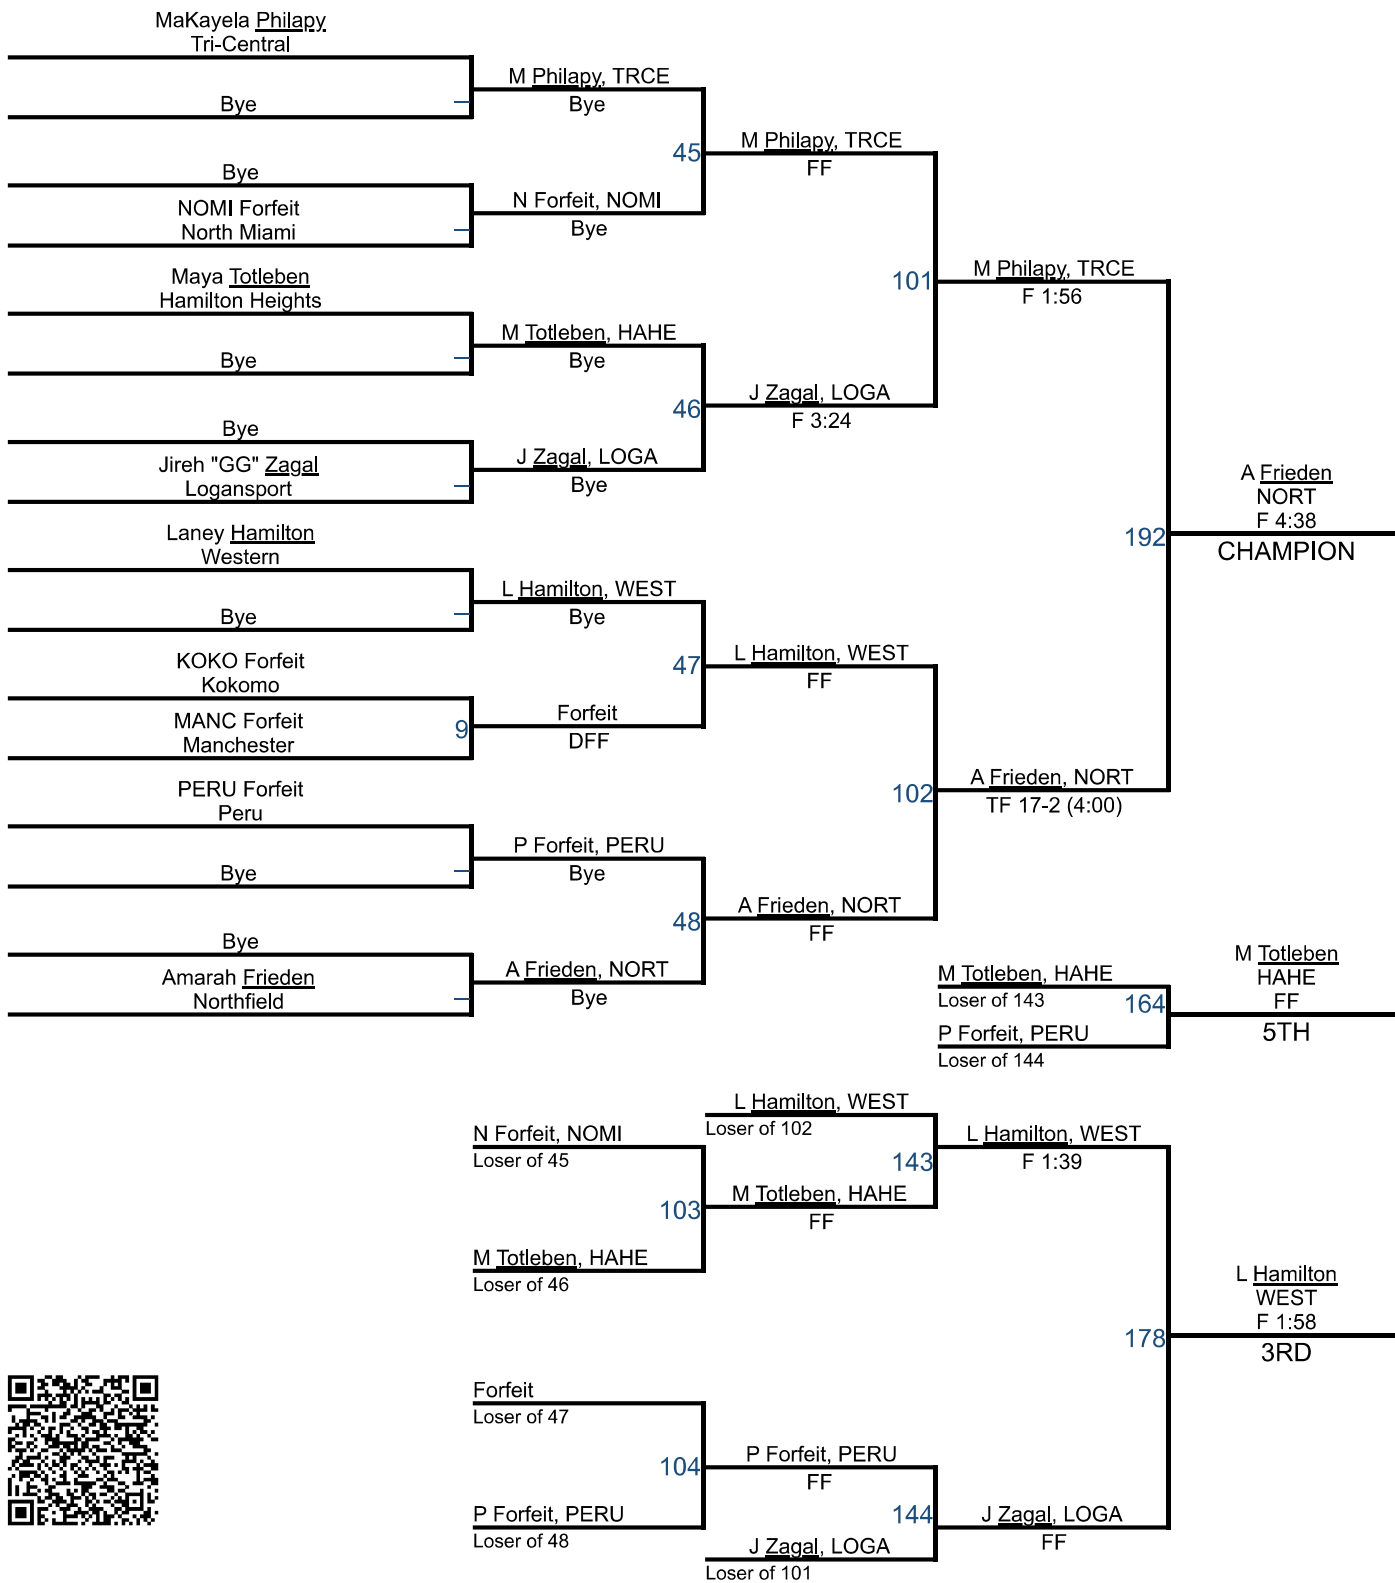 MaKayela Philapy
Tri-Central
Bye
Bye
NOMI Forfeit
North Miami
Maya Totleben
Hamilton Heights
Bye
Bye
Jireh "GG" Zagal
Logansport
Laney Hamilton
Western
Bye
KOKO Forfeit
Kokomo
MANC Forfeit
Manchester
9
PERU Forfeit
Peru
Bye
Bye
Amarah Frieden
Northfield
M Philapy, TRCE
Bye
45
N Forfeit, NOMI
Bye
M Totleben, HAHE
Bye
46
J Zagal, LOGA
Bye
L Hamilton, WEST
Bye
47
Forfeit
DFF
P Forfeit, PERU
Bye
48
A Frieden, NORT
Bye
M Philapy, TRCE
FF
101
J Zagal, LOGA
F 3:24
L Hamilton, WEST
FF
102
A Frieden, NORT
FF
M Philapy, TRCE
F 1:56
192
A Frieden, NORT
TF 17-2 (4:00)
A Frieden
NORT
F 4:38
CHAMPION
M Totleben, HAHE
Loser of 143
164
P Forfeit, PERU
Loser of 144
M Totleben
HAHE
FF
5TH
N Forfeit, NOMI
Loser of 45
103
M Totleben, HAHE
Loser of 46
L Hamilton, WEST
Loser of 102
143
M Totleben, HAHE
FF
L Hamilton, WEST
F 1:39
178
Forfeit
Loser of 47
104
P Forfeit, PERU
Loser of 48
P Forfeit, PERU
FF
144
J Zagal, LOGA
Loser of 101
J Zagal, LOGA
FF
L Hamilton
WEST
F 1:58
3RD